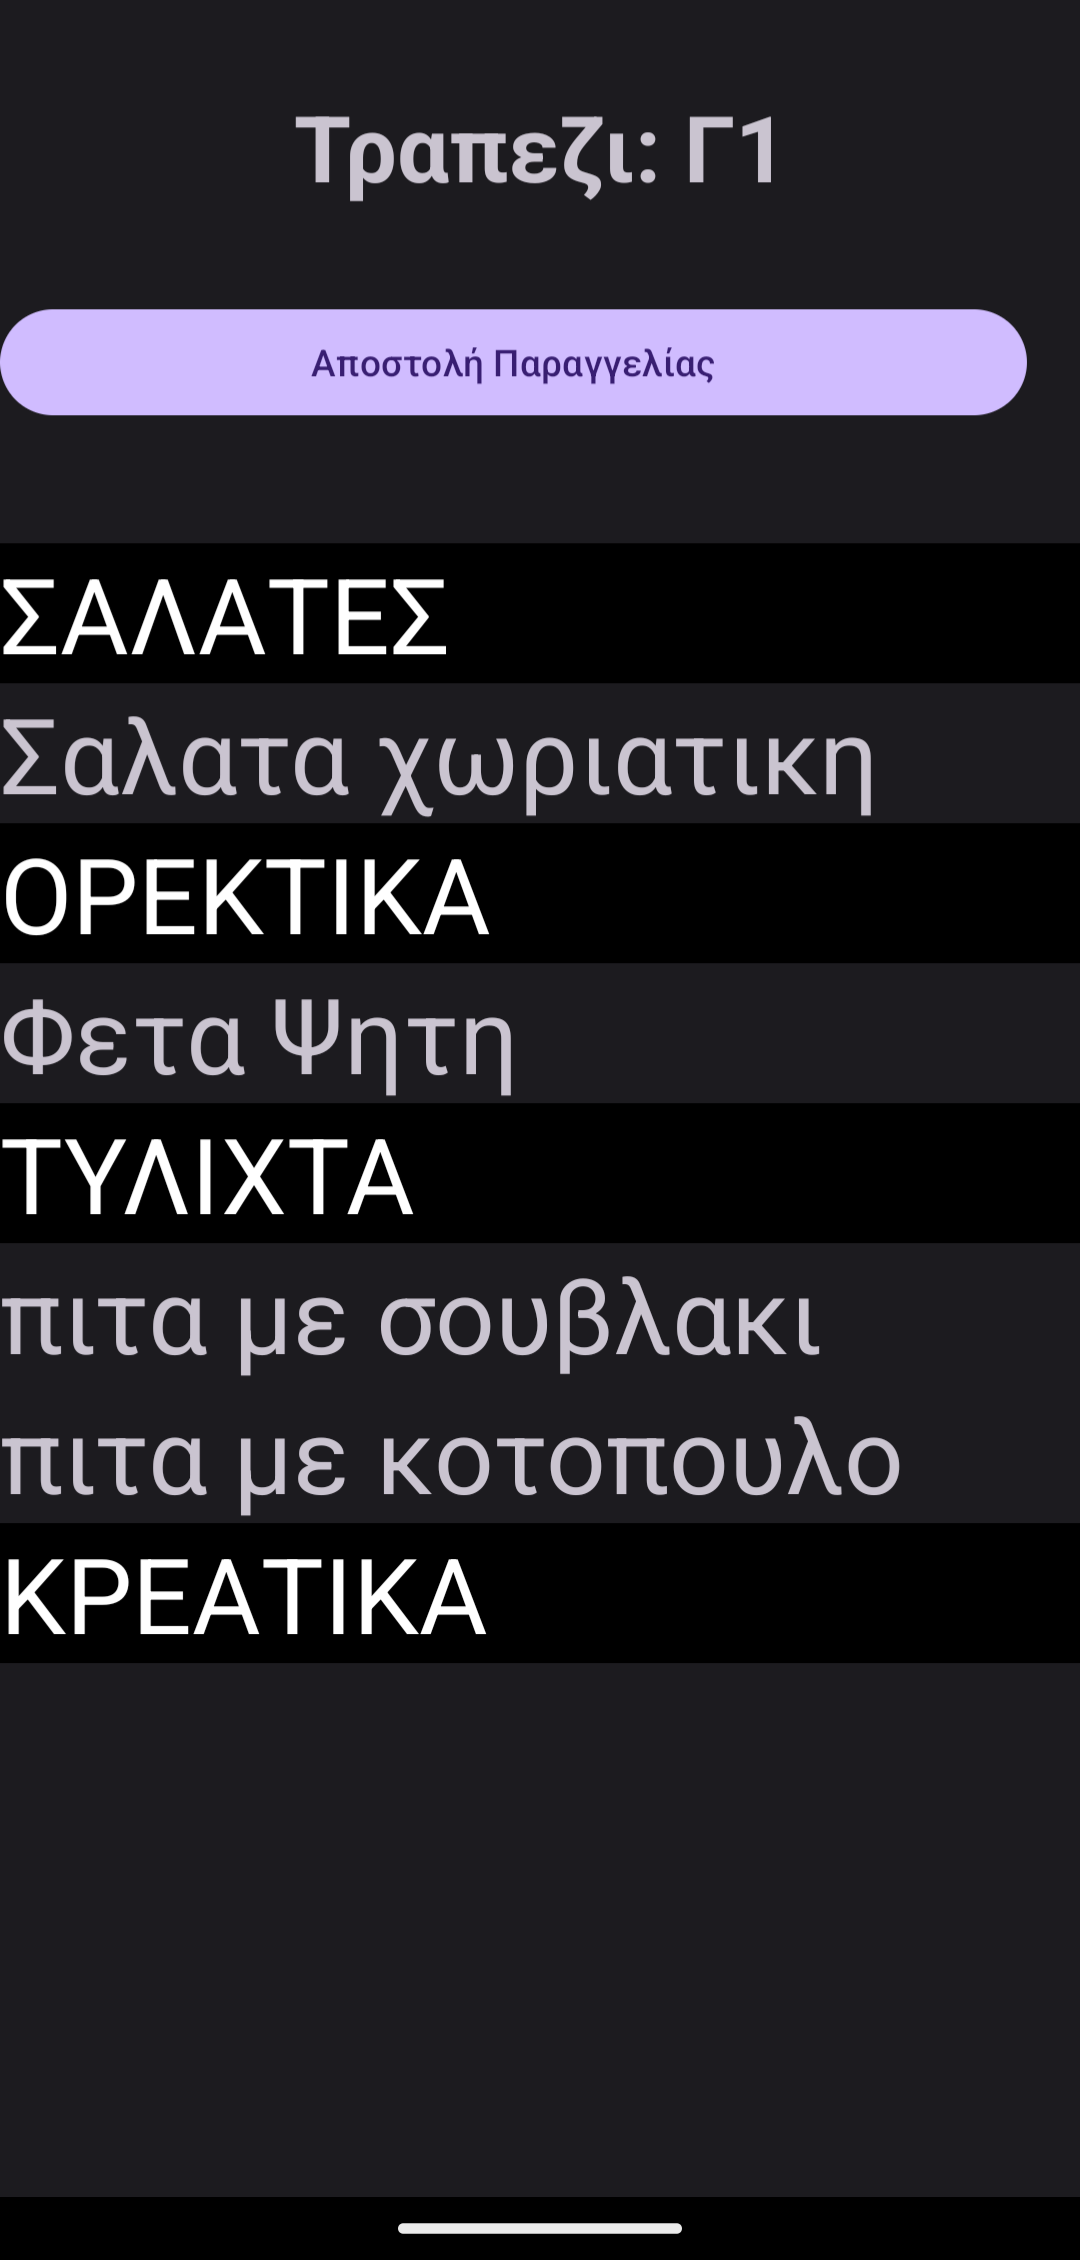 Τραπεζι: Γ1
Αποστολή Παραγγελίας
ΣΑΛΑΤΕΣ
Σαλατα χωριατικη
ΟΡΕΚΤΙΚΑ
Φετα Ψητη
ΤΥΛΙΧΤΑ
πιτα με σουβλακι
πιτα με κοτοπουλο
ΚΡΕΑΤΙΚΑ